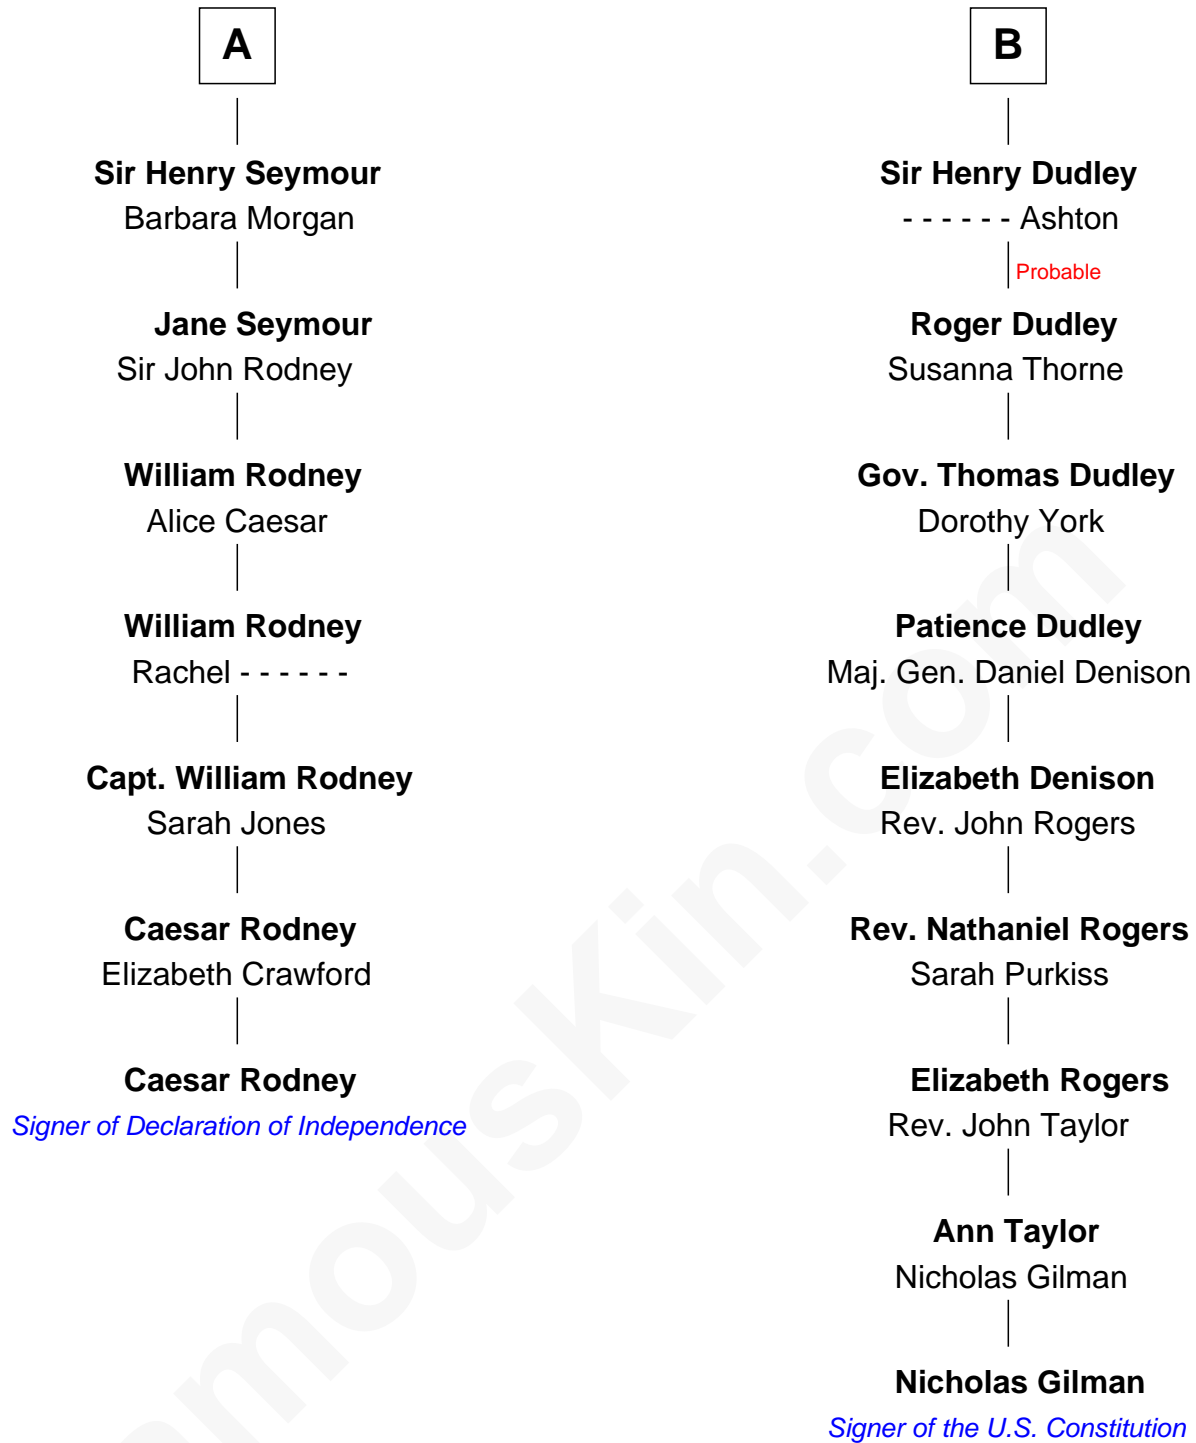 A
Sir Henry Seymour
Barbara Morgan
Jane Seymour
Sir John Rodney
William Rodney
Alice Caesar
William Rodney
Rachel - - - - - -
Capt. William Rodney
Sarah Jones
Caesar Rodney
Elizabeth Crawford
Caesar Rodney
Signer of Declaration of Independence
B
Sir Henry Dudley
- - - - - - Ashton
Probable
Roger Dudley
Susanna Thorne
Gov. Thomas Dudley
Dorothy York
Patience Dudley
Maj. Gen. Daniel Denison
Elizabeth Denison
Rev. John Rogers
Rev. Nathaniel Rogers
Sarah Purkiss
Elizabeth Rogers
Rev. John Taylor
Ann Taylor
Nicholas Gilman
Nicholas Gilman
Signer of the U.S. Constitution
amousKin.com